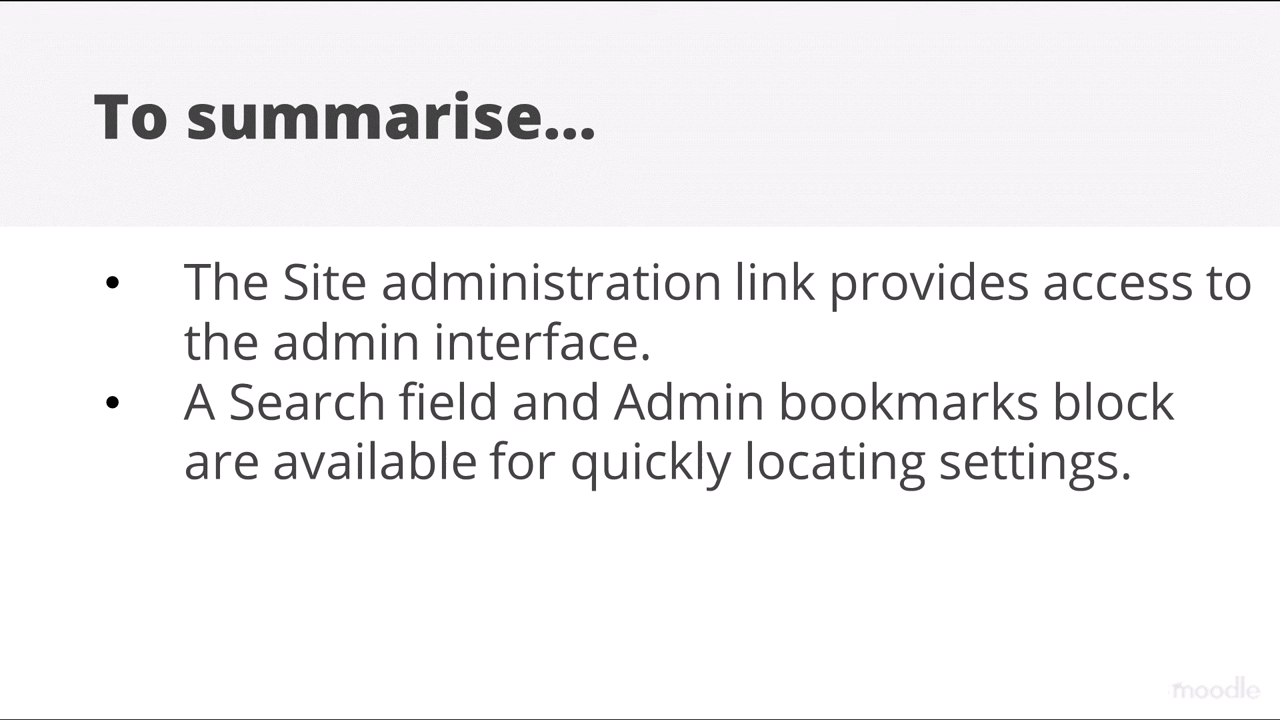 To summarise...
• The Site administration link provides access to
the admin interface.
• A Search field and Admin bookmarks block
are available for quickly locating settings.
moodle